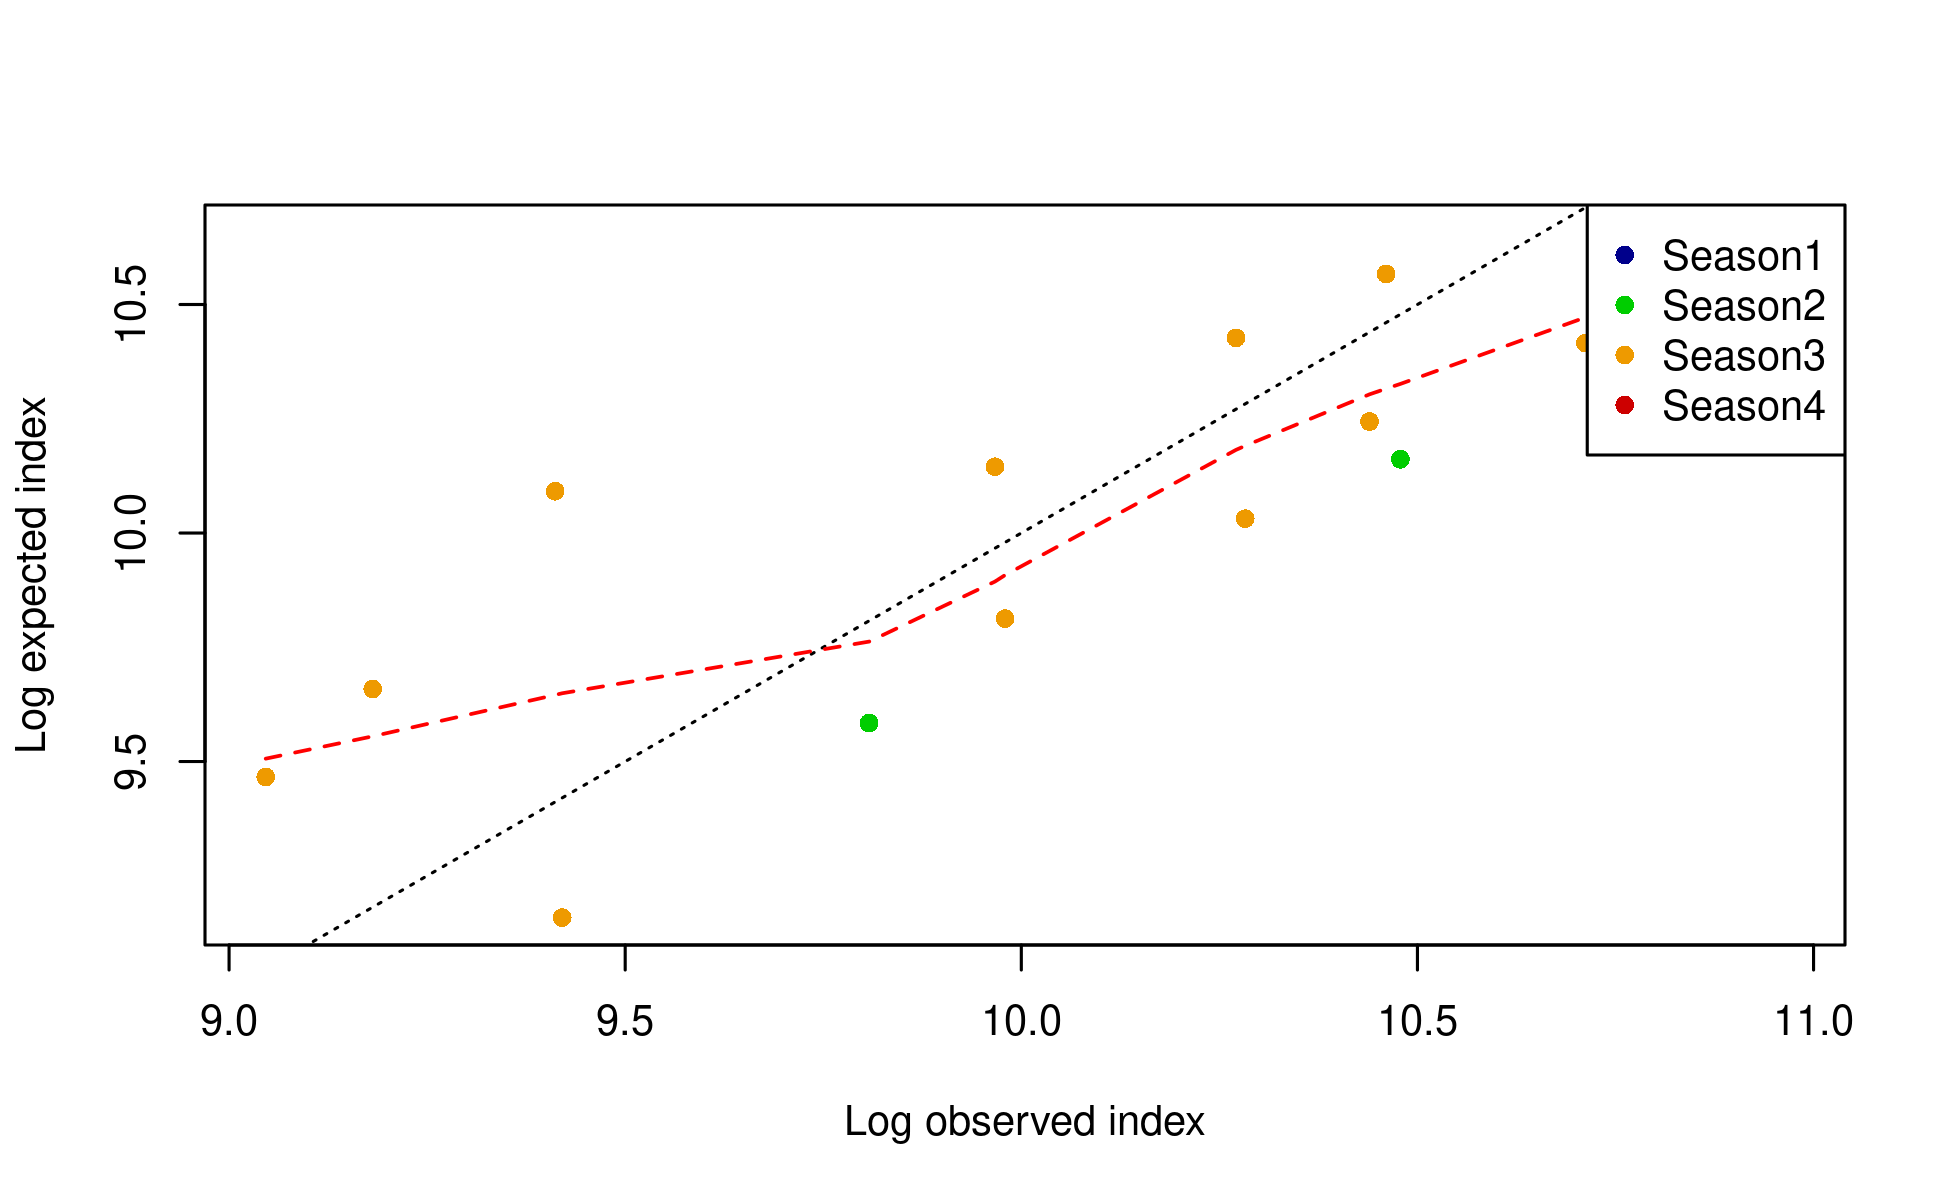 Log expected index
10.5
10.0
9.5
Season1
Season2
Season3
Season4
9.0 9.5 10.0 10.5 11.0
Log observed index